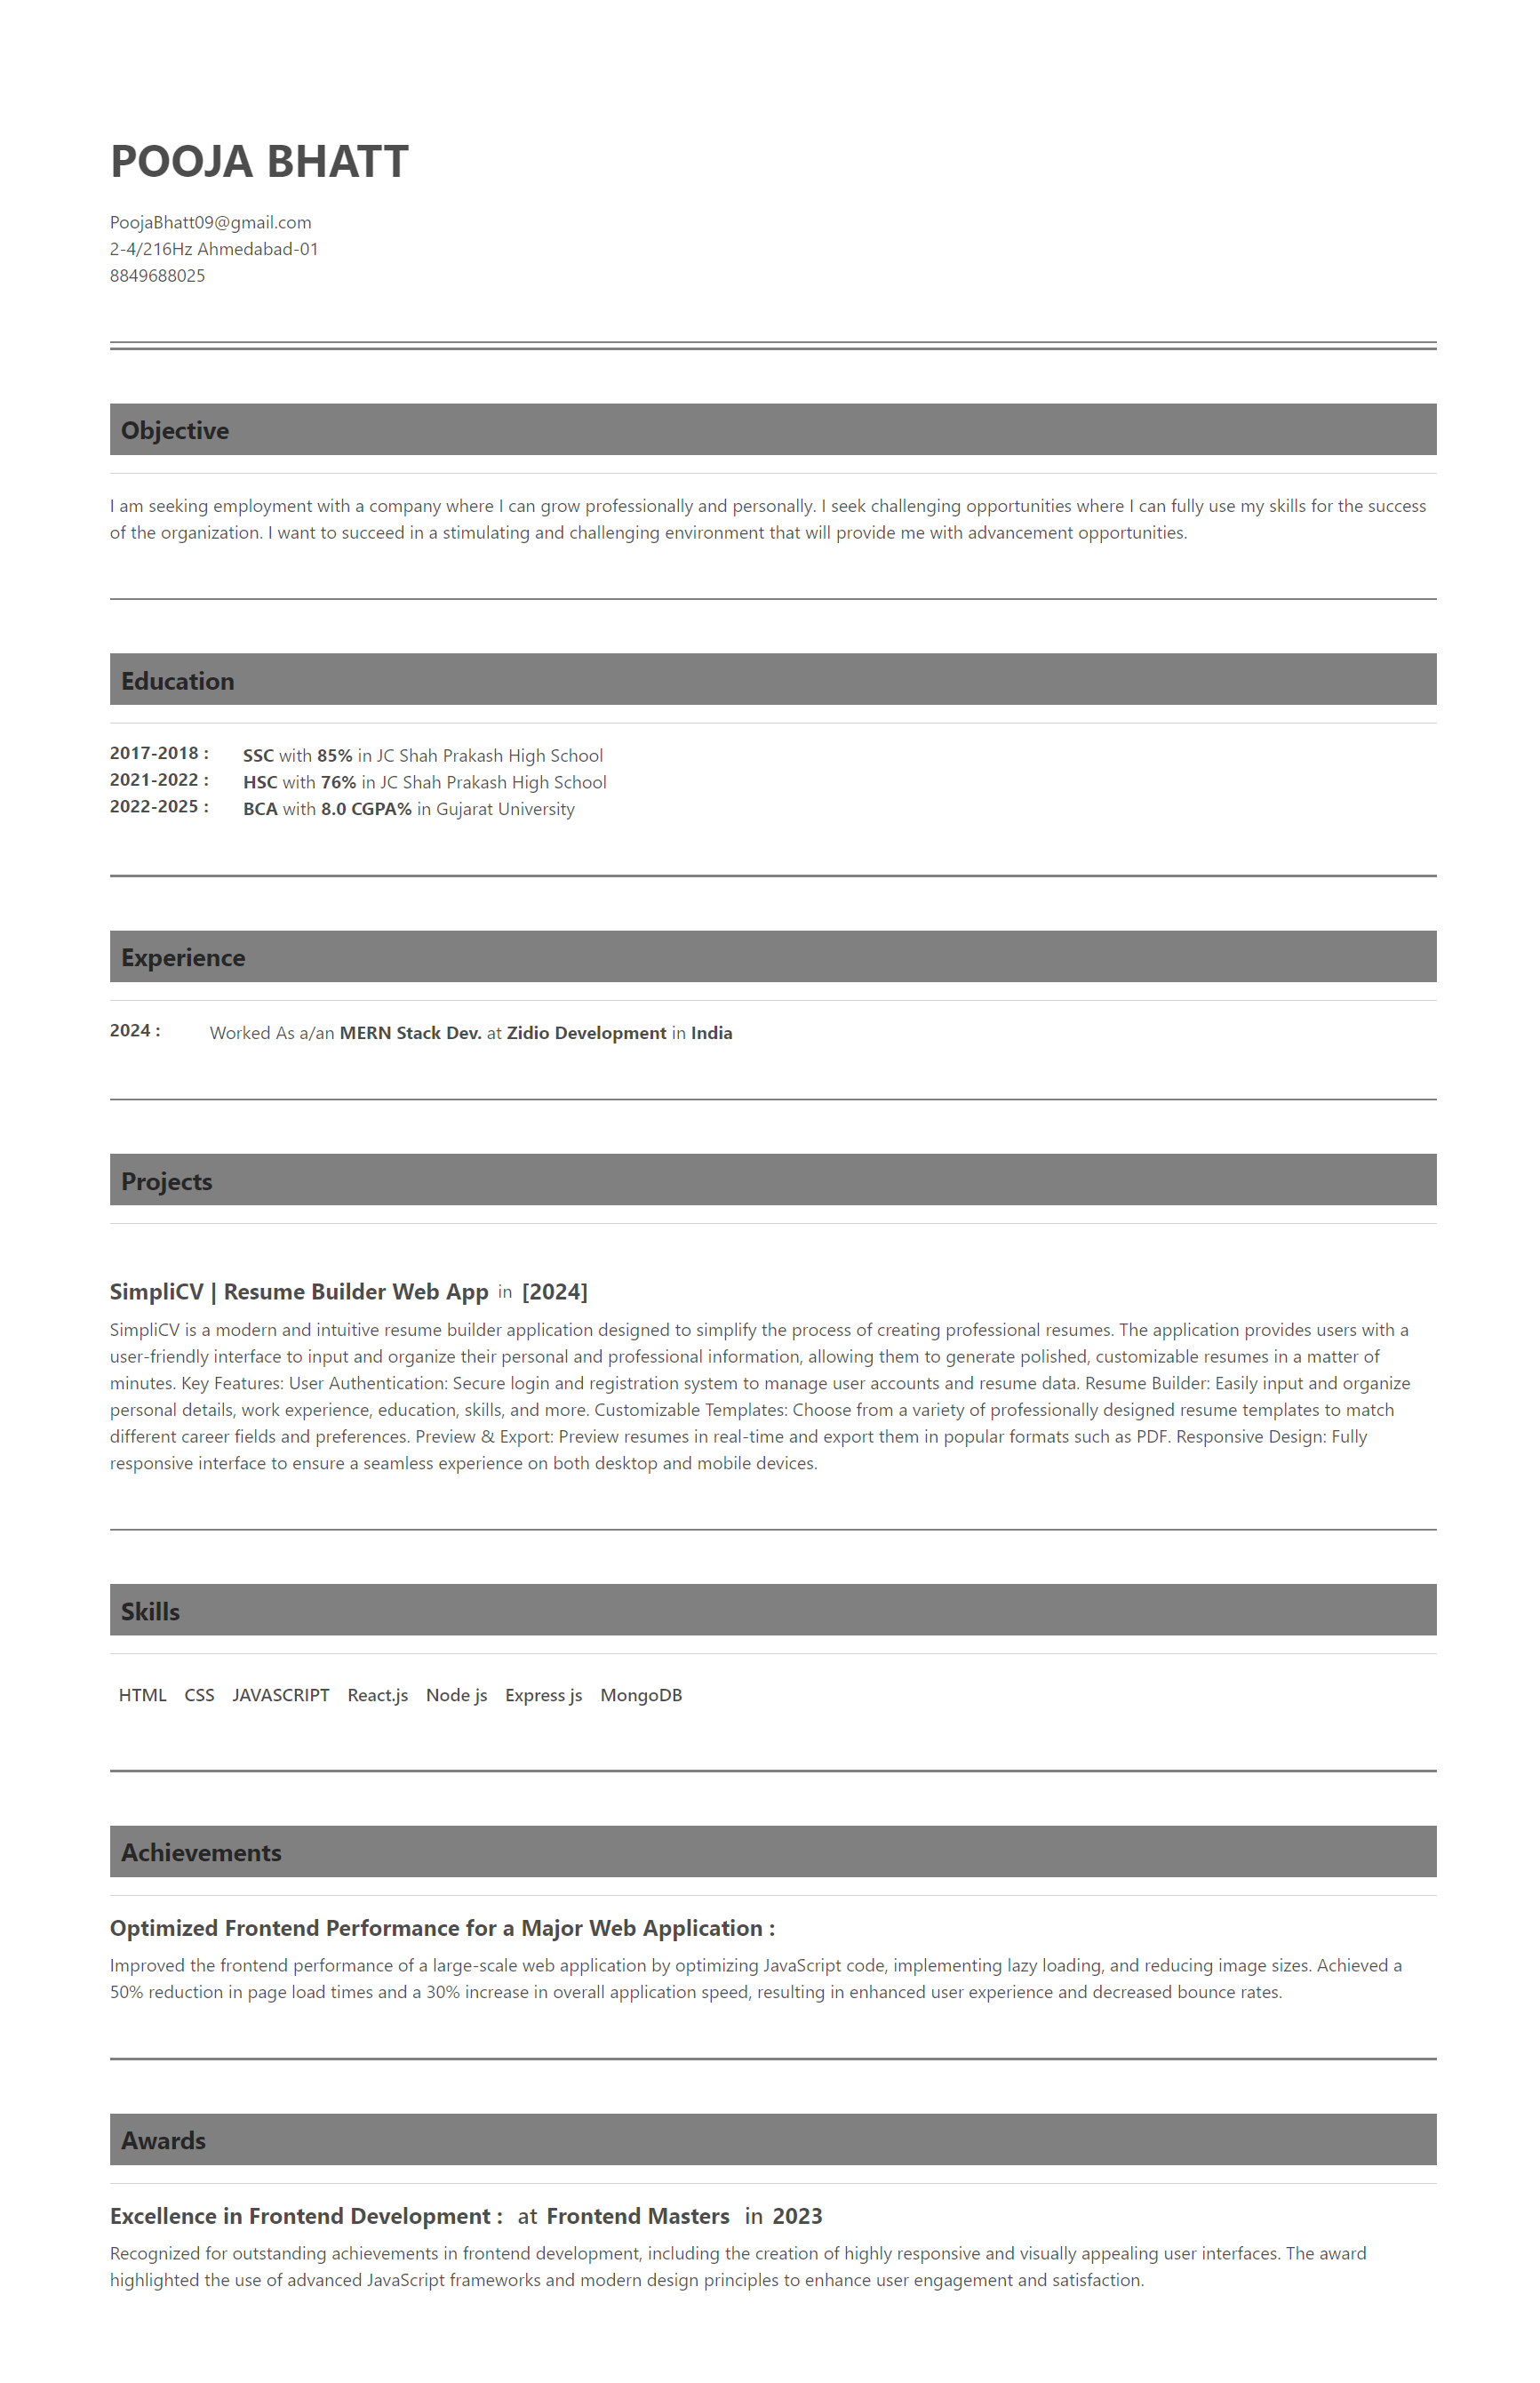 POOJA BHATT
PoojaBhatt09@gmail.com
2-4/216Hz Ahmedabad-01
8849688025
Objective
I am seeking employment with a company where I can grow professionally and personally. I seek challenging opportunities where I can fully use my skills for the success
of the organization. I want to succeed in a stimulating and challenging environment that will provide me with advancement opportunities.
Education
2017-2018 : SSC with 85% in JC Shah Prakash High School
2021-2022 : HSC with 76% in JC Shah Prakash High School
2022-2025 : BCA with 8.0 CGPA% in Gujarat University
Experience
2024 : Worked As a/an MERN Stack Dev. at Zidio Development in India
Projects
SimpliCV | Resume Builder Web App in [2024]
SimpliCV is a modern and intuitive resume builder application designed to simplify the process of creating professional resumes. The application provides users with a
user-friendly interface to input and organize their personal and professional information, allowing them to generate polished, customizable resumes in a matter of
minutes. Key Features: User Authentication: Secure login and registration system to manage user accounts and resume data. Resume Builder: Easily input and organize
personal details, work experience, education, skills, and more. Customizable Templates: Choose from a variety of professionally designed resume templates to match
different career fields and preferences. Preview & Export: Preview resumes in real-time and export them in popular formats such as PDF. Responsive Design: Fully
responsive interface to ensure a seamless experience on both desktop and mobile devices.
Skills
HTML CSS JAVASCRIPT React.js Node js Express js MongoDB
Achievements
Optimized Frontend Performance for a Major Web Application :
Improved the frontend performance of a large-scale web application by optimizing JavaScript code, implementing lazy loading, and reducing image sizes. Achieved a
50% reduction in page load times and a 30% increase in overall application speed, resulting in enhanced user experience and decreased bounce rates.
Awards
Excellence in Frontend Development : at Frontend Masters in 2023
Recognized for outstanding achievements in frontend development, including the creation of highly responsive and visually appealing user interfaces. The award
highlighted the use of advanced JavaScript frameworks and modern design principles to enhance user engagement and satisfaction.